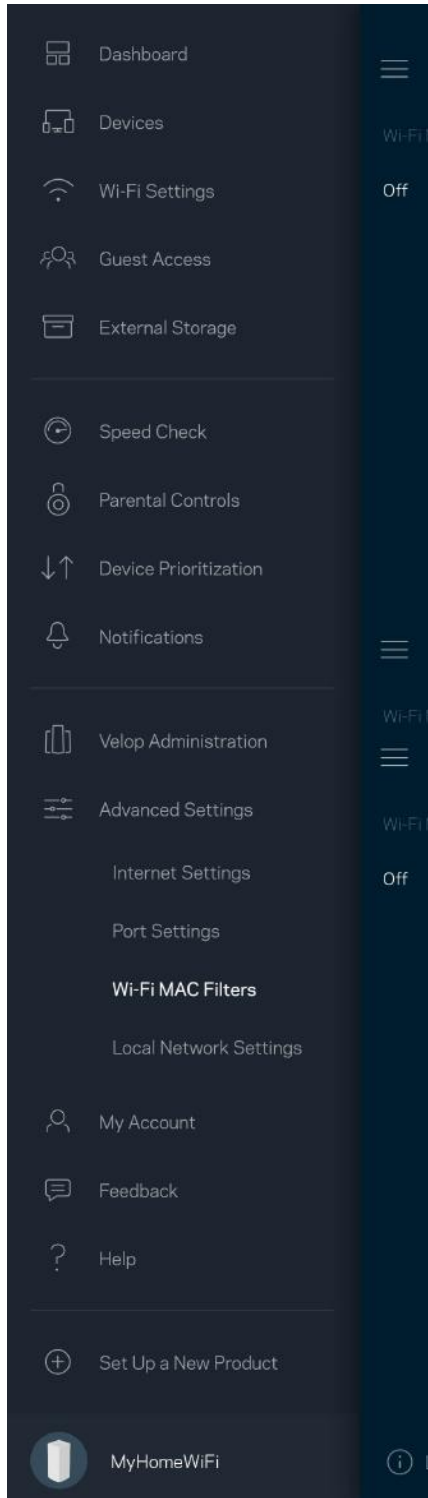 Dashboard
Devices
Wi-Fi Settings
Off
Guest Access
External Storage
Speed Check
Parental Controls
Device Prioritization
Notifications
Velop Administration
Advanced Settings
Internet Settings
Off
Port Settings
Wi-Fi MAC Filters
Local Network Settings
My Account
Feedback
Help
Set Up a New Product
MyHomeWiFi